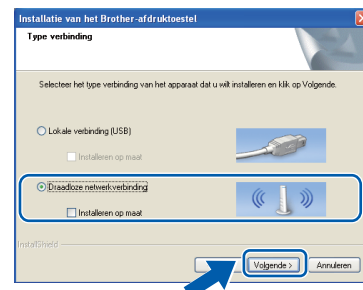 Installatie van het Brother-afdruktoestel
Type verbinding
Selecteer het type verbinding van het apparaat dat u wilt installeren en klik op Volgende.
Lokale verbinding (USB)
Installeren op maat
Draadloze netwerkverbinding
Installeren op maat
InstallShield
Volgende >
Annuleren